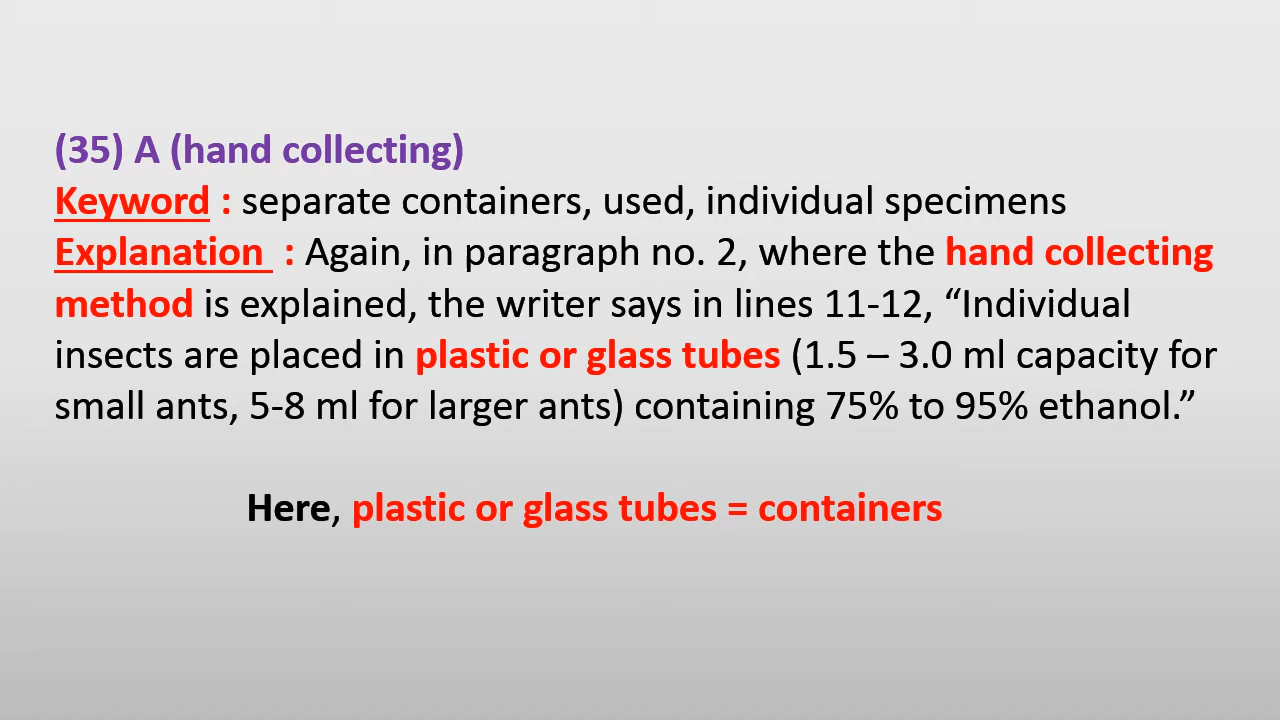 (35) A (hand collecting)
Keyword : separate containers, used, individual specimens
Explanation  : Again, in paragraph no. 2, where the hand collecting
method is explained, the writer says in lines 11-12, “Individual
insects are placed in plastic or glass tubes (1.5 – 3.0 ml capacity for
small ants, 5-8 ml for larger ants) containing 75% to 95% ethanol.”
Here, plastic or glass tubes = containers